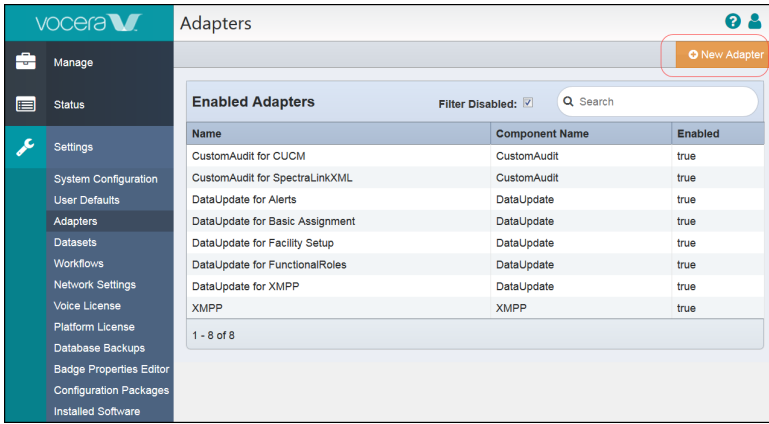 vocera
Adapters
New Adapter
Manage
Status
Settings
System Configuration
User Defaults
Adapters
Datasets
Workflows
Network Settings
Voice License
Platform License
Database Backups
Badge Properties Editor
Configuration Packages
Installed Software
Enabled Adapters Filter Disabled: Search
Name Component Name Enabled
CustomAudit for CUCM CustomAudit true
CustomAudit for SpectraLinkXML CustomAudit true
DataUpdate for Alerts DataUpdate true
DataUpdate for Basic Assignment DataUpdate true
DataUpdate for Facility Setup DataUpdate true
DataUpdate for FunctionalRoles DataUpdate true
DataUpdate for XMPP DataUpdate true
XMPP XMPP true
1 - 8 of 8